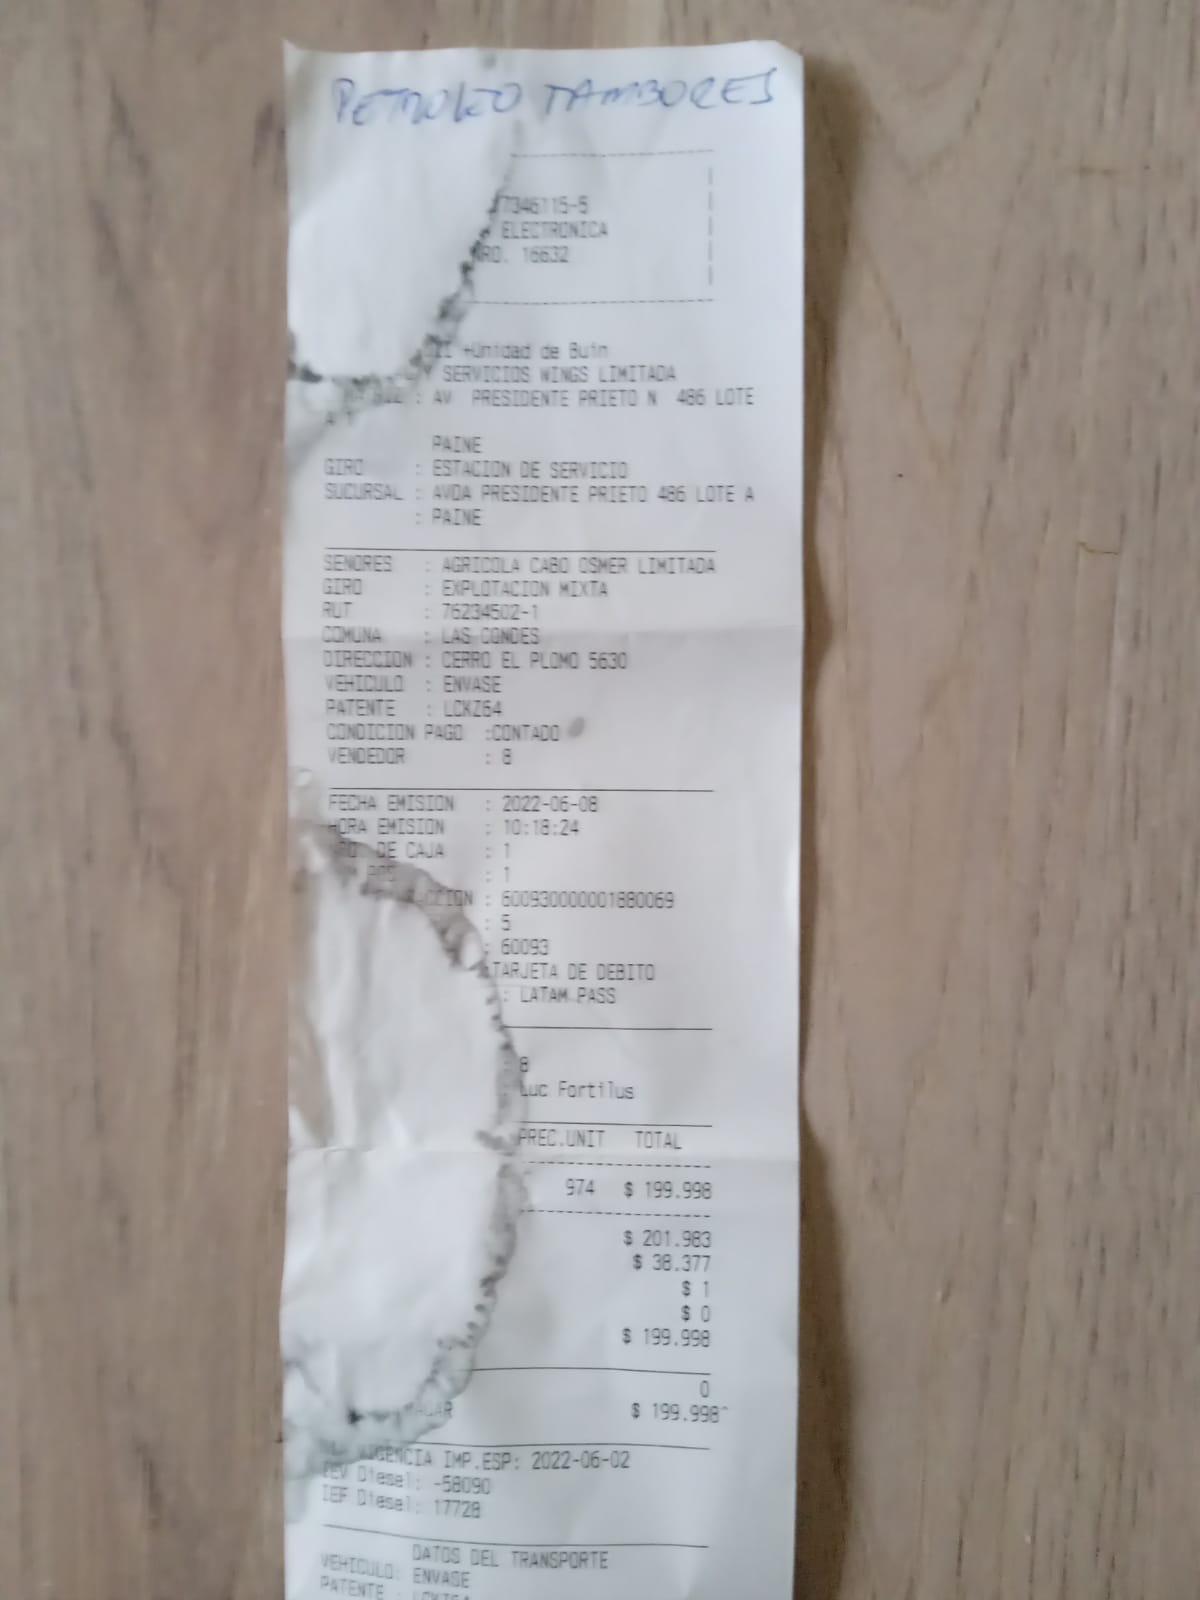 PETROLEO TAMBORES
7346115-5
ELECTRONICA
RO. 16632
Unidad de Buin
SERVICIOS WINGS LIMITADA
: AV PRESIDENTE PRIETO N 486 LOTE
A
PAINE
GIRO : ESTACION DE SERVICIO
SUCURSAL : AVDA PRESIDENTE PRIETO 486 LOTE A
: PAINE
SENORES : AGRICOLA CABO OSMER LIMITADA
GIRO : EXPLOTACION MIXTA
RUT : 76234502-1
COMUNA : LAS CONDES
DIRECCION : CERRO EL PLOMO 5630
VEHICULO : ENVASE
PATENTE : LCKZ64
CONDICION PAGO :CONTADO
VENDEDOR : 8
FECHA EMISION : 2022-06-08
HORA EMISION : 10:18:24
DE CAJA : 1
: 1
CCION : 600930000001880069
: 5
: 60093
TARJETA DE DEBITO
: LATAM PASS
8
Luc Fortilus
PREC.UNIT TOTAL
974 $ 199.998
$ 201.983
$ 38.377
$ 1
$ 0
$ 199.998
0
$ 199.998
VIGENCIA IMP.ESP: 2022-06-02
IEV Diesel: -58090
IEF Diesel: 17728
DATOS DEL TRANSPORTE
VEHICULO: ENVASE
PATENTE : LCKZ64